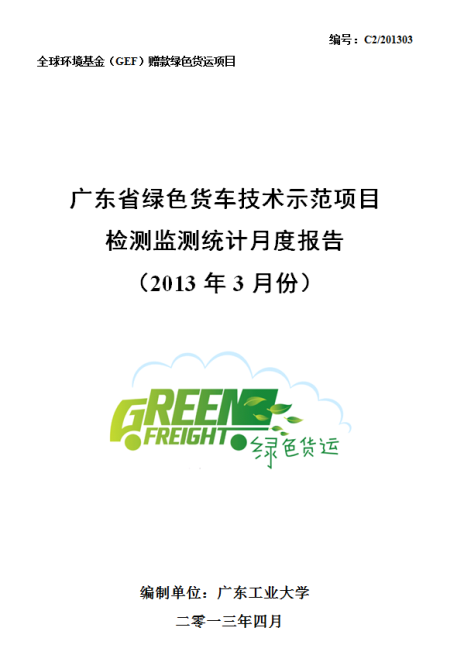 编号：C2/201303
全球环境基金（GEF）赠款绿色货运项目
广东省绿色货车技术示范项目
检测监测统计月度报告
（2013 年 3 月份）
GREEN
FREIGHT
绿色货运
编制单位：广东工业大学
二零一三年四月